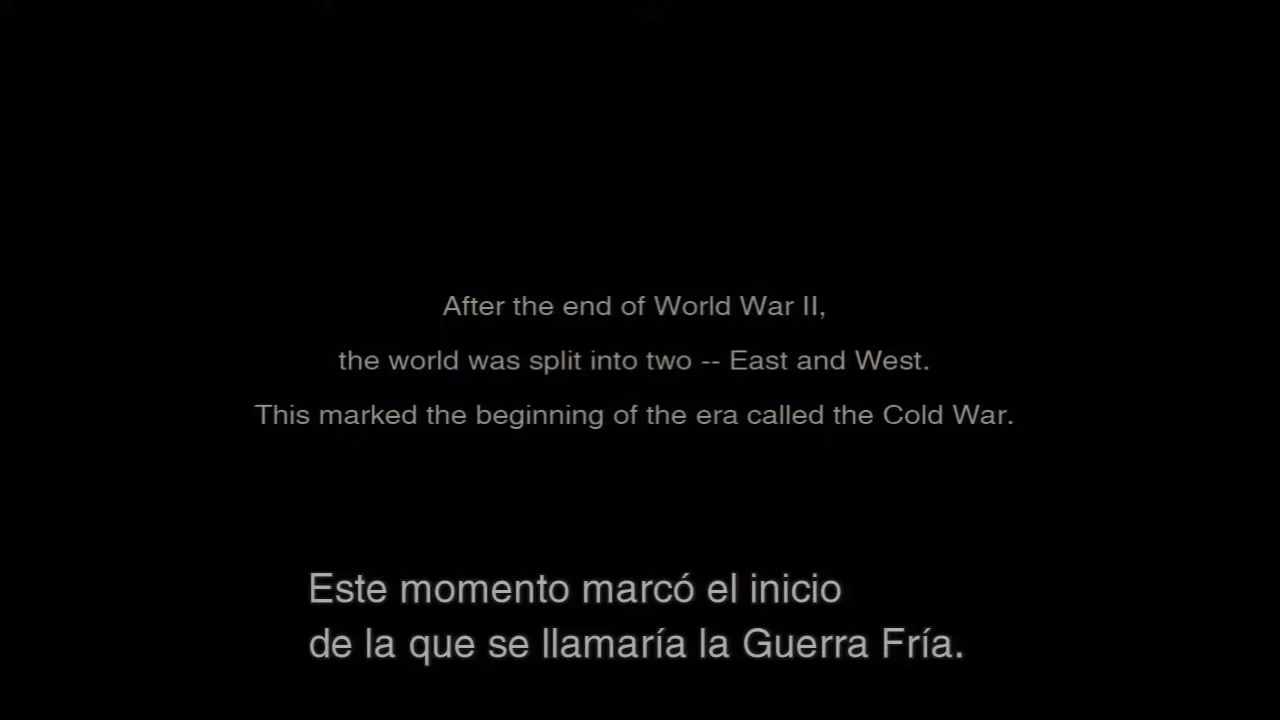 After the end of World War II,
the world was split into two -- East and West.
This marked the beginning of the era called the Cold War.
Este momento marcó el inicio
de la que se llamaría la Guerra Fría.